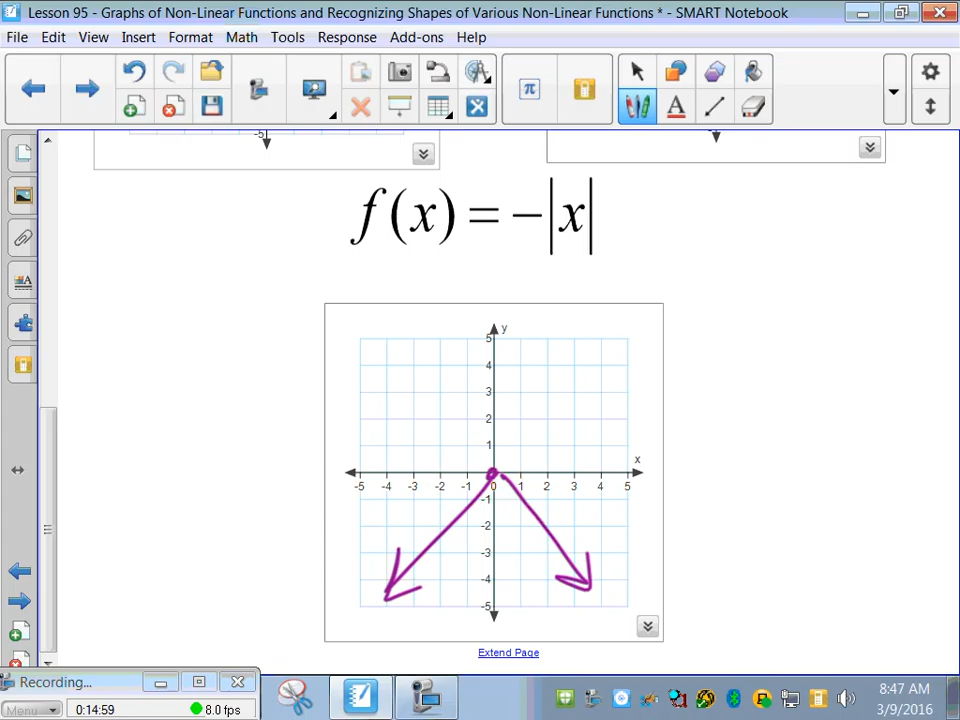 Lesson 95 - Graphs of Non-Linear Functions and Recognizing Shapes of Various Non-Linear Functions * - SMART Notebook
File Edit View Insert Format Math Tools Response Add-ons Help
π A
-5
f(x) = -|x|
y
5
4
3
2
1
x
-5 -4 -3 -2 -1 0 1 2 3 4 5
-1
-2
-3
-4
-5
Extend Page
Recording...
Menu 0:14:59 8.0 fps
8:47 AM
3/9/2016